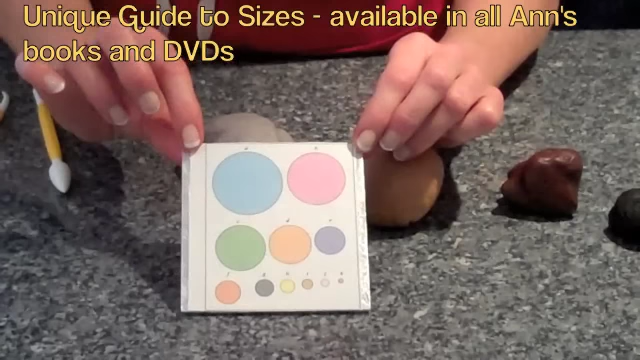 Unique Guide to Sizes - available in all Ann's
books and DVDs